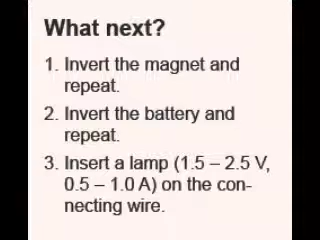 What next?
1. Invert the magnet and
repeat.
2. Invert the battery and
repeat.
3. Insert a lamp (1.5 – 2.5 V,
0.5 – 1.0 A) on the con-
necting wire.